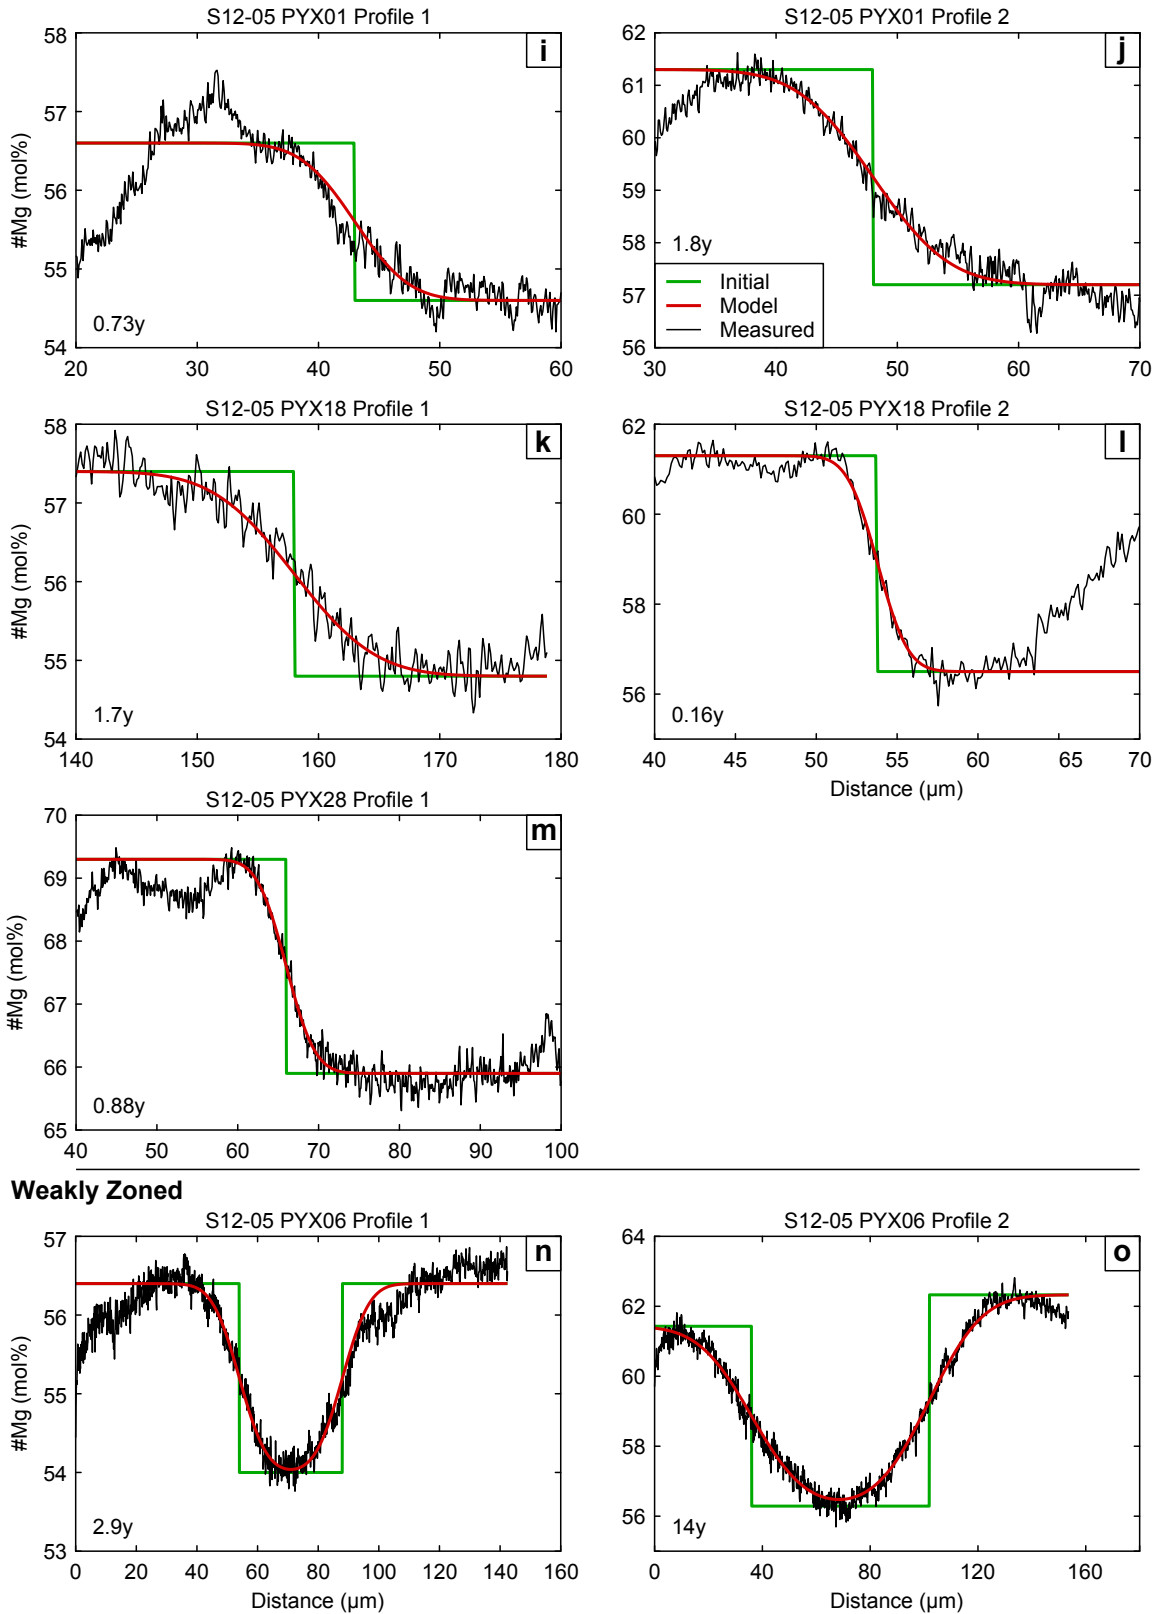 S12-05 PYX01 Profile 1
i
58
57
56
55
54
#Mg (mol%)
0.73y
20 30 40 50 60
S12-05 PYX01 Profile 2
j
62
61
60
59
58
57
56
1.8y
Initial
Model
Measured
30 40 50 60 70
S12-05 PYX18 Profile 1
k
58
57
56
55
54
#Mg (mol%)
1.7y
140 150 160 170 180
S12-05 PYX18 Profile 2
l
62
60
58
56
0.16y
40 45 50 55 60 65 70
Distance (µm)
S12-05 PYX28 Profile 1
m
70
69
68
67
66
65
#Mg (mol%)
0.88y
40 50 60 70 80 90 100
Weakly Zoned
S12-05 PYX06 Profile 1
n
57
56
55
54
53
#Mg (mol%)
2.9y
0 20 40 60 80 100 120 140 160
Distance (µm)
S12-05 PYX06 Profile 2
o
64
62
60
58
56
14y
0 40 80 120 160
Distance (µm)